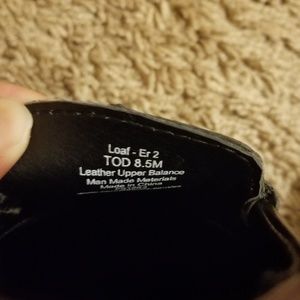 Loaf - Er 2
TOD 8.5M
Leather Upper Balance
Man Made Materials
Made in China